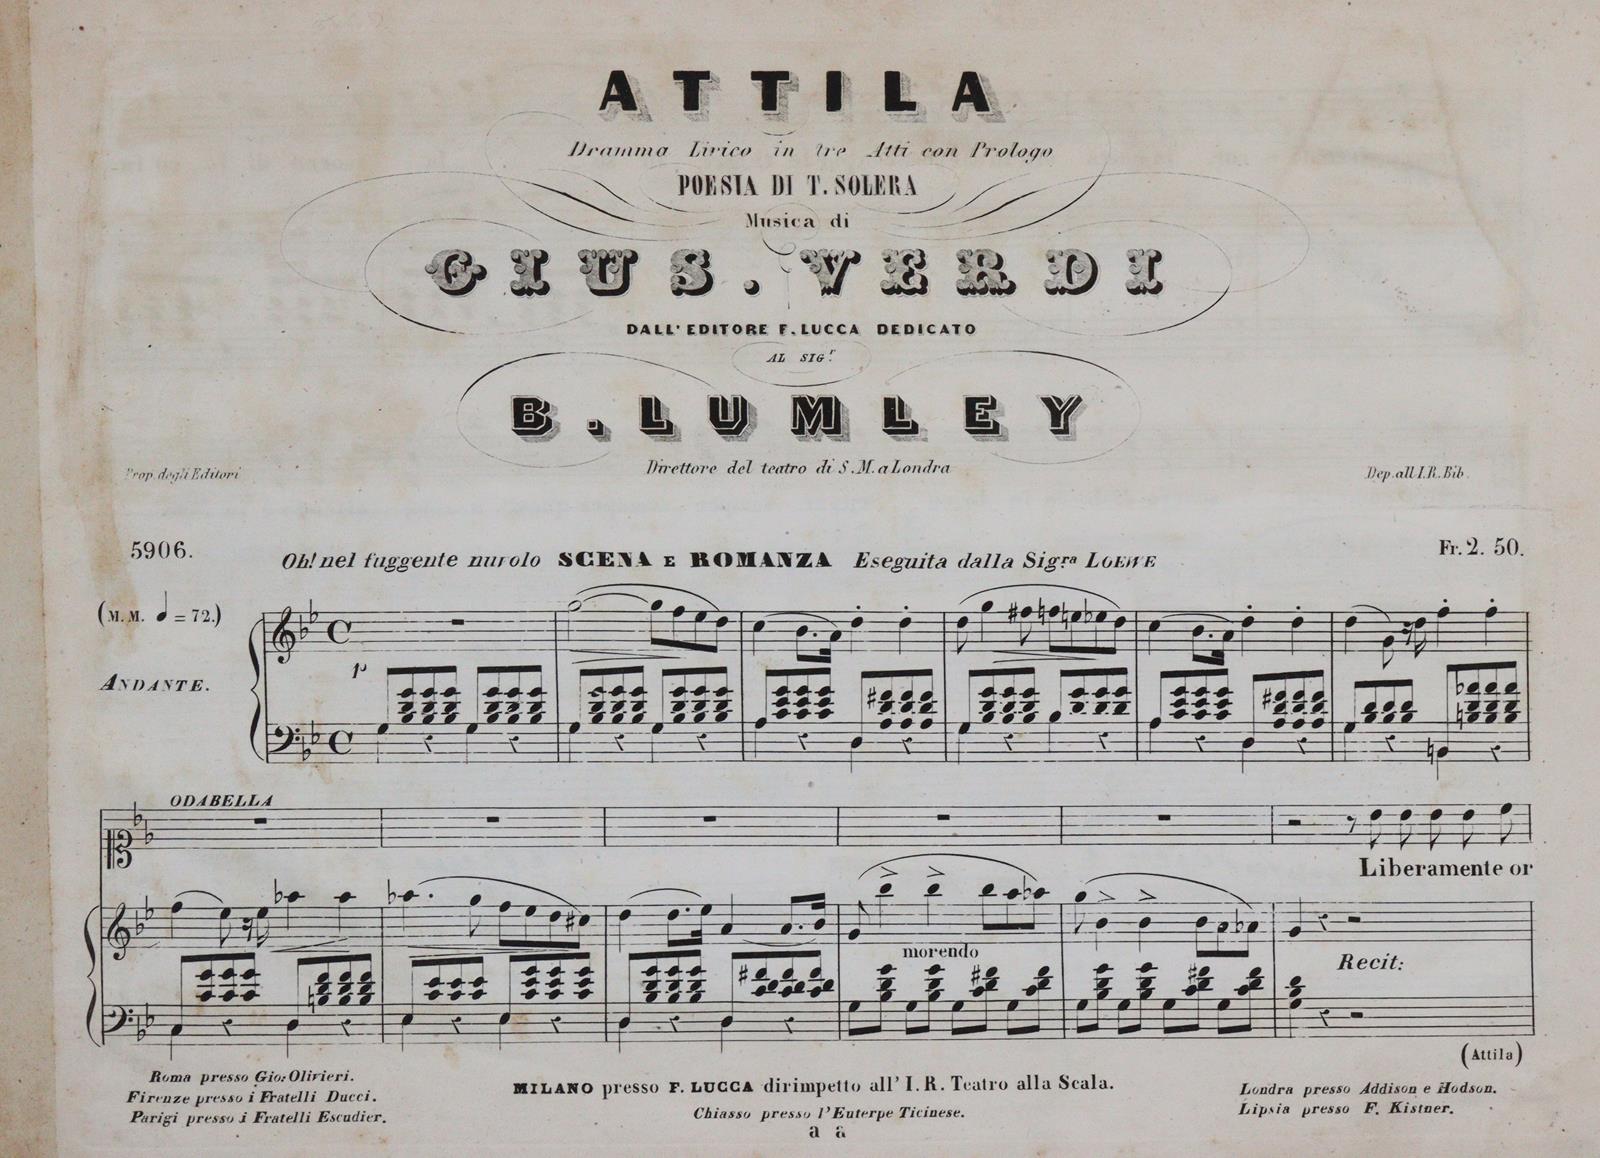 ATTILA
Dramma Lirico in tre Atti con Prologo
POESIA DI T. SOLERA
Musica di
GIUS. VERDI
DALL' EDITORE F. LUCCA DEDICATO
AL SIGr.
B. LUMLEY
Direttore del teatro di S. M. a Londra
Prop. degli Editori
Dep. all I. R. Bib.
5906.
Oh! nel fuggente nuvolo SCENA E ROMANZA Eseguita dalla Sigra LOEWE
Fr. 2. 50.
(M. M. = 72.)
p
ANDANTE.
ODABELLA
Liberamente or
morendo
Recit:
(Attila)
Roma presso Gio: Olivieri.
Firenze presso i Fratelli Ducci.
Parigi presso i Fratelli Escudier.
MILANO presso F. LUCCA dirimpetto all' I. R. Teatro alla Scala.
Chiasso presso l'Euterpe Ticinese.
a a
Londra presso Addison e Hodson.
Lipsia presso F. Kistner.